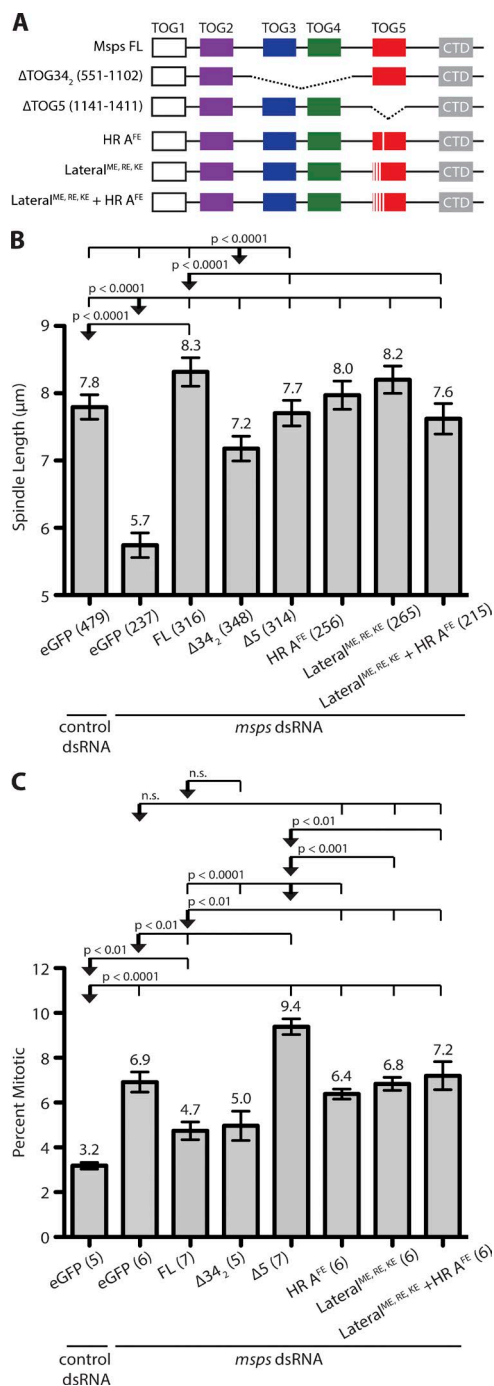 A
TOG1 TOG2 TOG3 TOG4 TOG5
Msps FL CTD
ΔTOG34₂ (551-1102) CTD
ΔTOG5 (1141-1411) CTD
HR A^FE CTD
Lateral^ME, RE, KE CTD
Lateral^ME, RE, KE + HR A^FE CTD
B
p < 0.0001
p < 0.0001
p < 0.0001
p < 0.0001
Spindle Length (μm)
9
8
7
6
5
7.8
5.7
8.3
7.2
7.7
8.0
8.2
7.6
eGFP (479)
eGFP (237)
FL (316)
Δ34₂ (348)
Δ5 (314)
HR A^FE (256)
Lateral^ME, RE, KE (265)
Lateral^ME, RE, KE + HR A^FE (215)
control dsRNA
msps dsRNA
C
n.s.
n.s.
p < 0.01
p < 0.001
p < 0.0001
p < 0.01
p < 0.01
p < 0.01
p < 0.0001
Percent Mitotic
12
10
8
6
4
2
0
3.2
6.9
4.7
5.0
9.4
6.4
6.8
7.2
eGFP (5)
eGFP (6)
FL (7)
Δ34₂ (5)
Δ5 (7)
HR A^FE (6)
Lateral^ME, RE, KE (6)
Lateral^ME, RE, KE +HR A^FE (6)
control dsRNA
msps dsRNA